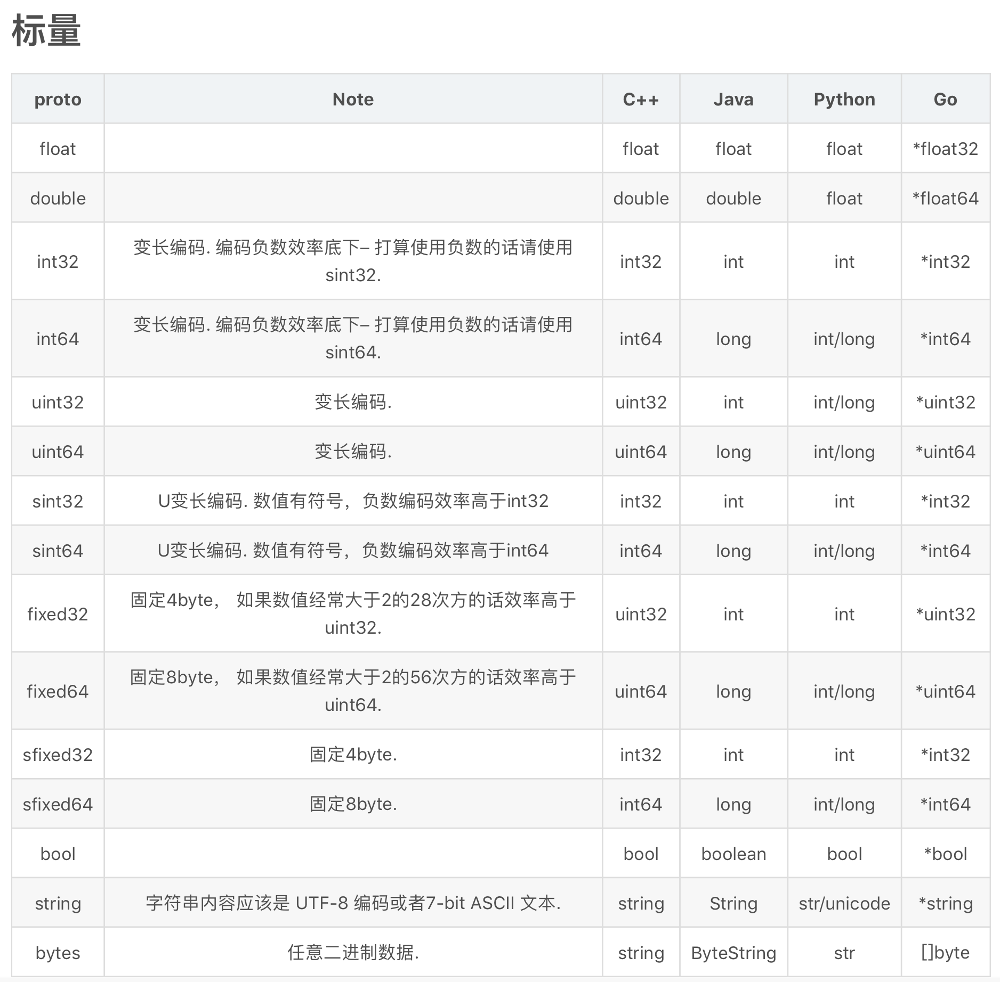 标量
proto Note C++ Java Python Go
float float float float *float32
double double double float *float64
变长编码. 编码负数效率底下– 打算使用负数的话请使用
int32 sint32. int32 int int *int32
变长编码. 编码负数效率底下– 打算使用负数的话请使用
int64 sint64. int64 long int/long *int64
uint32 变长编码. uint32 int int/long *uint32
uint64 变长编码. uint64 long int/long *uint64
sint32 U变长编码. 数值有符号，负数编码效率高于int32 int32 int int *int32
sint64 U变长编码. 数值有符号，负数编码效率高于int64 int64 long int/long *int64
固定4byte， 如果数值经常大于2的28次方的话效率高于
fixed32 uint32. uint32 int int *uint32
固定8byte， 如果数值经常大于2的56次方的话效率高于
fixed64 uint64. uint64 long int/long *uint64
sfixed32 固定4byte. int32 int int *int32
sfixed64 固定8byte. int64 long int/long *int64
bool bool boolean bool *bool
string 字符串内容应该是 UTF-8 编码或者7-bit ASCII 文本. string String str/unicode *string
bytes 任意二进制数据. string ByteString str []byte